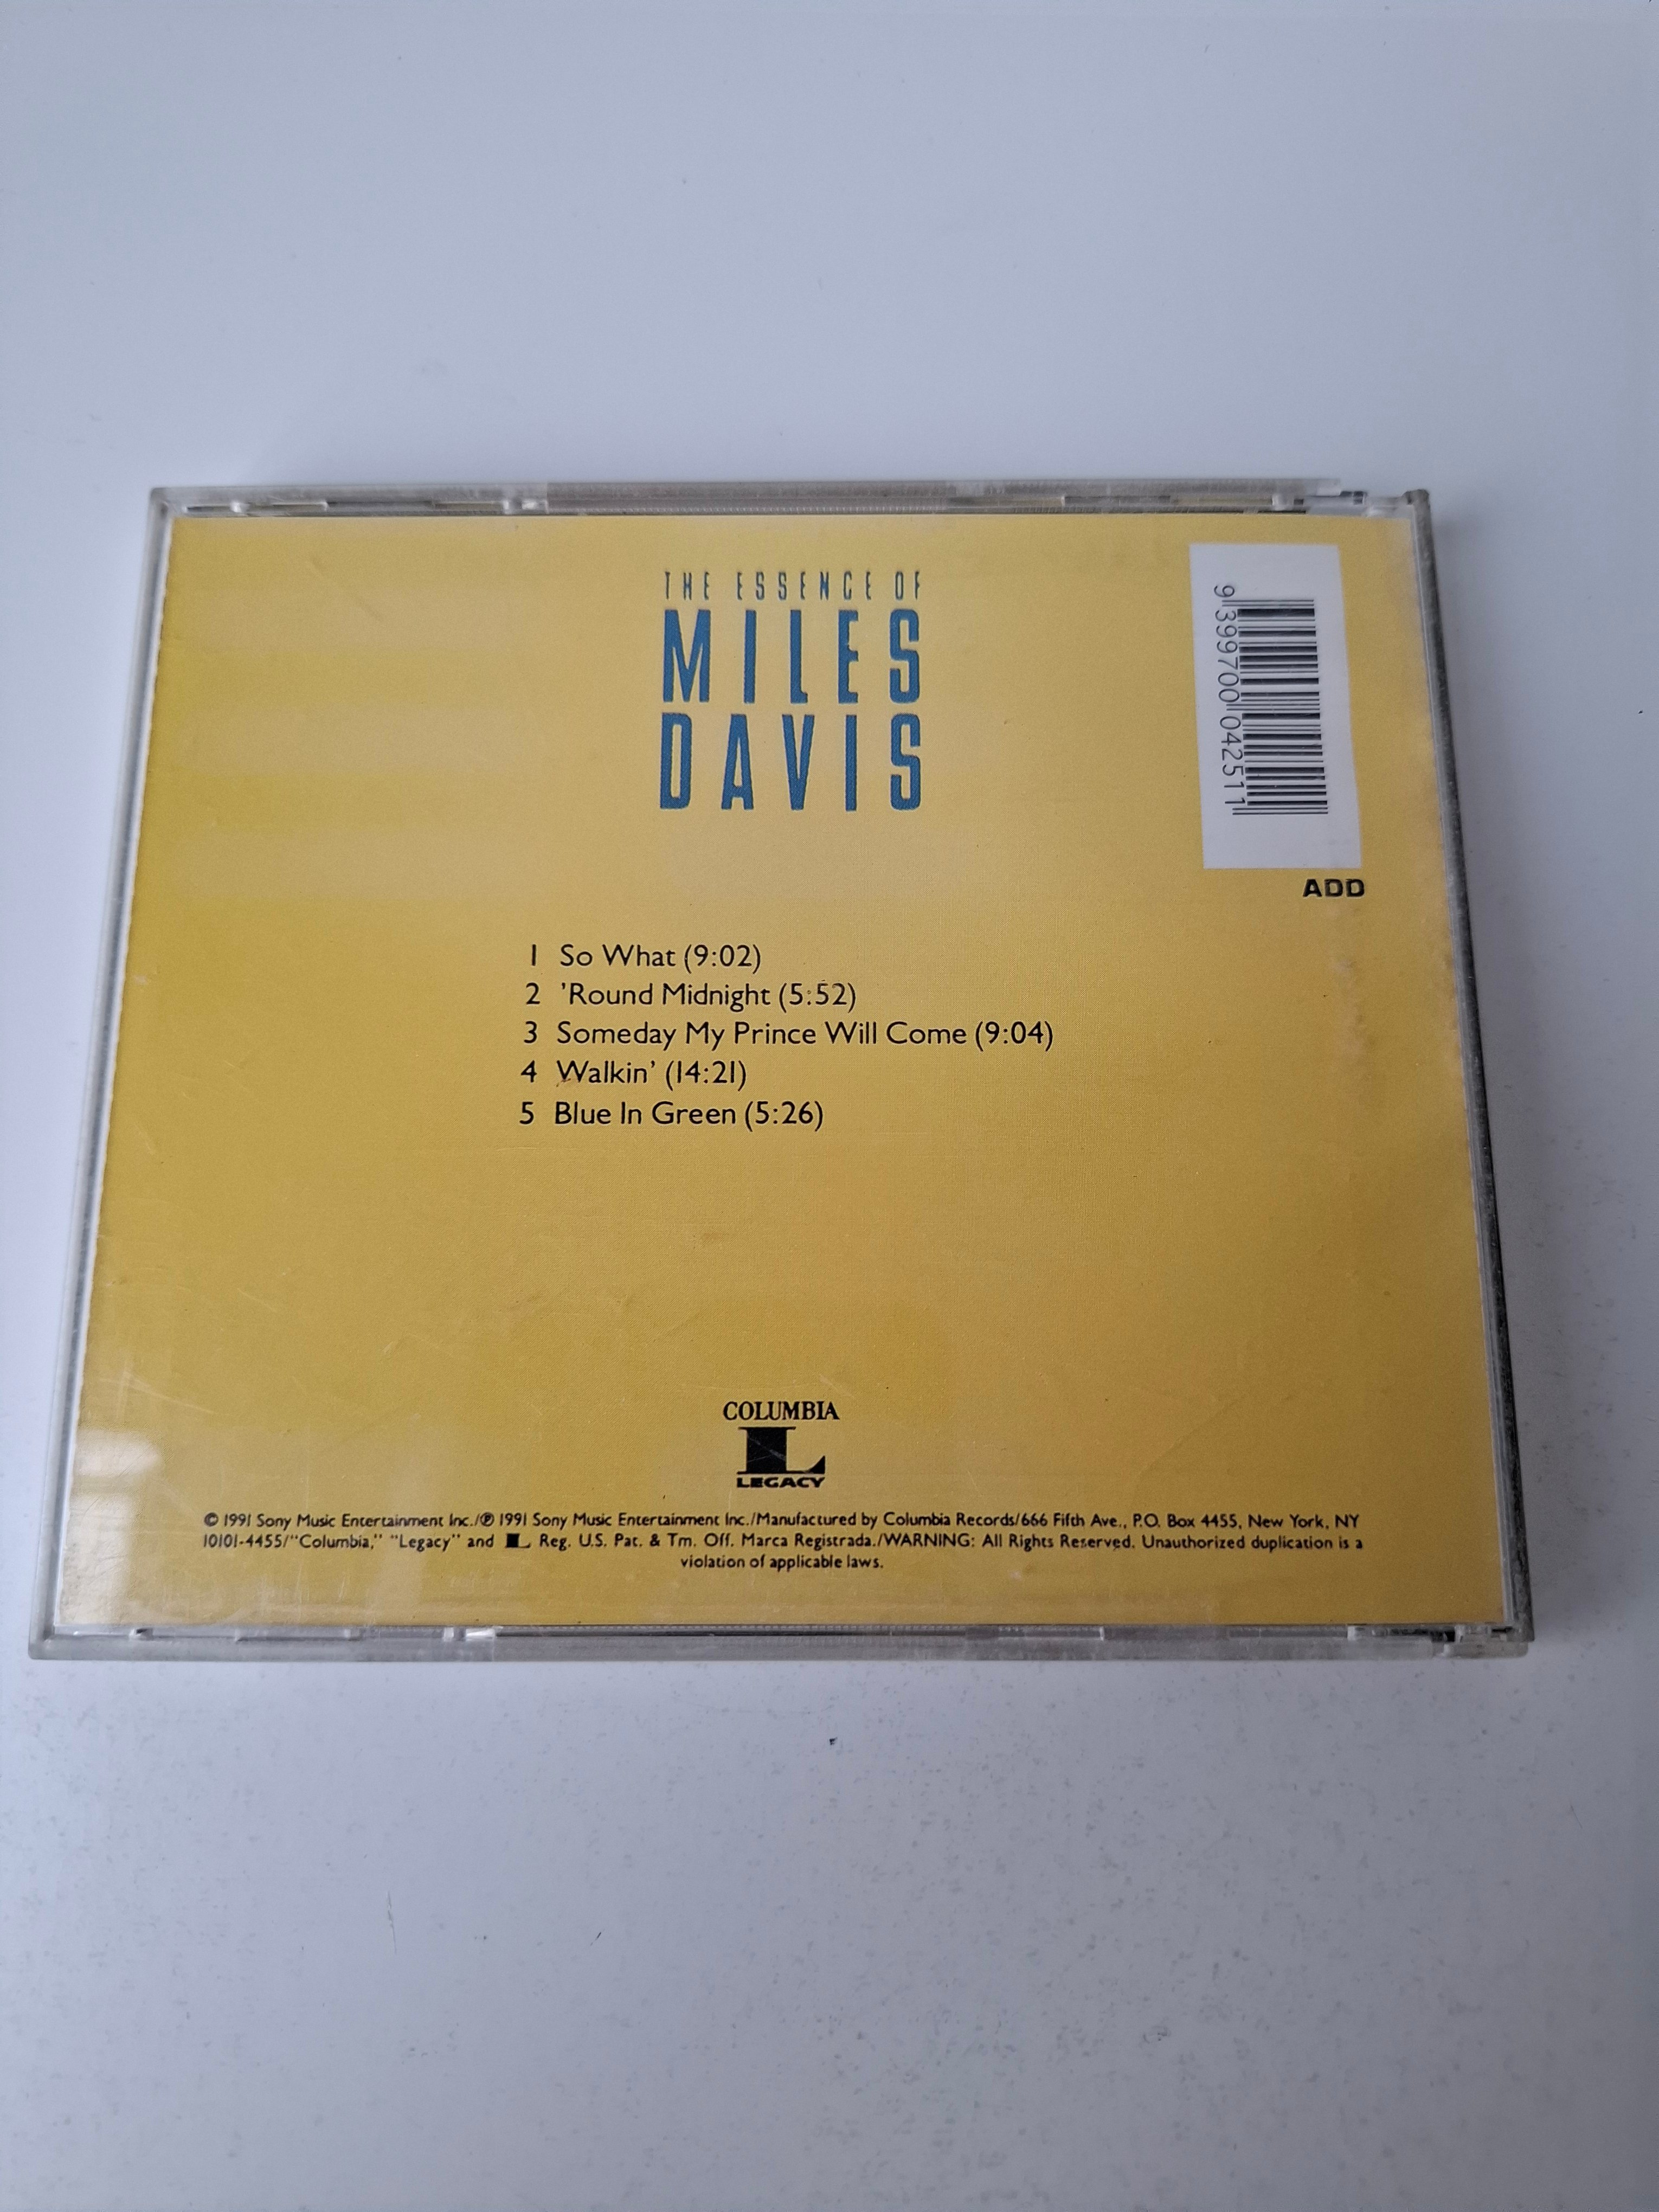 THE ESSENCE OF
MILES
DAVIS
9 399700 042511
ADD
1 So What (9:02)
2 'Round Midnight (5:52)
3 Someday My Prince Will Come (9:04)
4 Walkin' (14:21)
5 Blue In Green (5:26)
COLUMBIA
L
LEGACY
© 1991 Sony Music Entertainment Inc./℗ 1991 Sony Music Entertainment Inc./Manufactured by Columbia Records/666 Fifth Ave., P.O. Box 4455, New York, NY
10101-4455/"Columbia," "Legacy" and L Reg. U.S. Pat. & Tm. Off. Marca Registrada./WARNING: All Rights Reserved. Unauthorized duplication is a
violation of applicable laws.